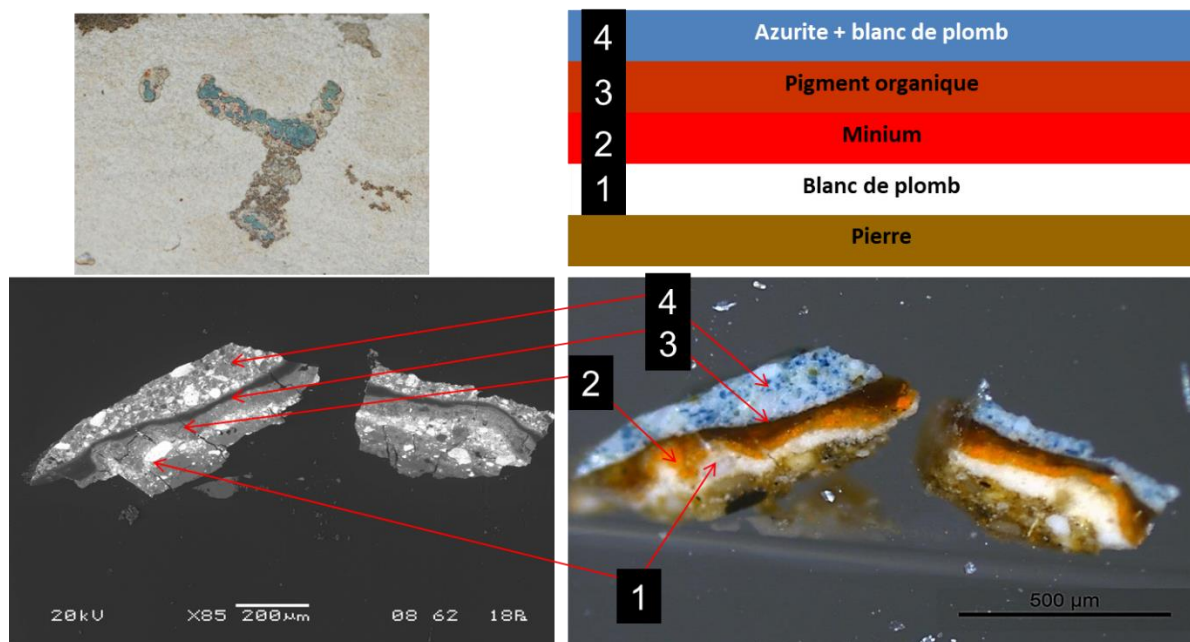 4 Azurite + blanc de plomb
3 Pigment organique
2 Minium
1 Blanc de plomb
Pierre
4
3
2
1
20kV X85 200µm 08 62 18
500 µm